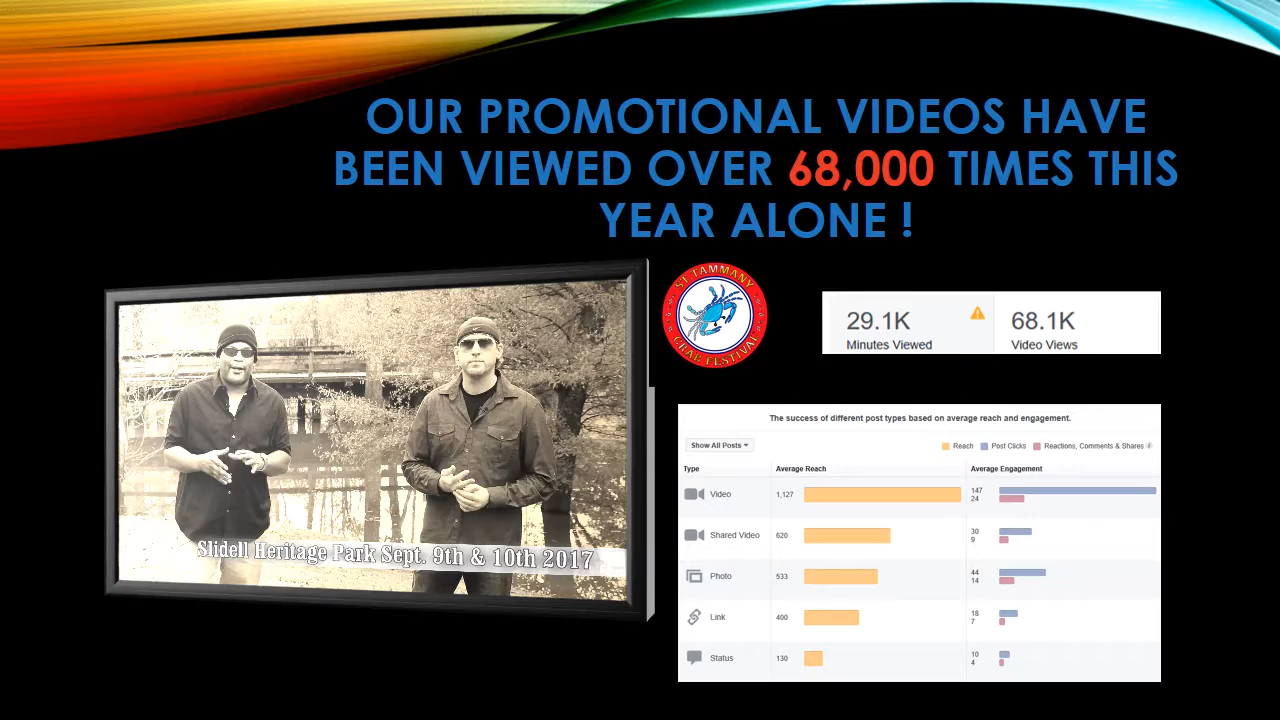 OUR PROMOTIONAL VIDEOS HAVE
BEEN VIEWED OVER 68,000 TIMES THIS
YEAR ALONE !
ST. TAMMANY
CRAB FESTIVAL
29.1K
Minutes Viewed
68.1K
Video Views
Slidell Heritage Park Sept. 9th & 10th 2017
The success of different post types based on average reach and engagement.
Show All Posts
Reach Post Clicks Reactions, Comments & Shares i
Type Average Reach Average Engagement
Video 1,127 147
24
Shared Video 620 30
9
Photo 533 44
14
Link 400 18
7
Status 130 10
4